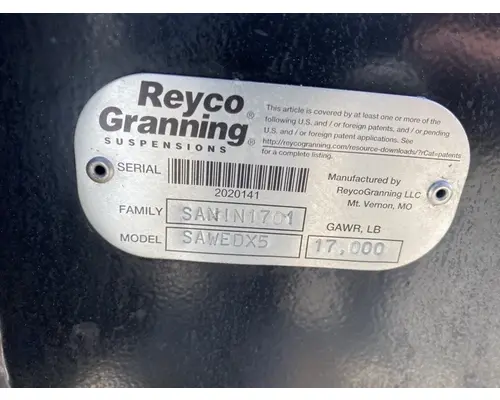 Reyco
Granning
SUSPENSIONS
This article is covered by at least one or more of the
following U.S. and / or foreign patents, and / or pending
U.S. and / or foreign patent applications. See
http://reycogranning.com/resource-downloads/?rCat=patents
for a complete listing.
SERIAL
2020141
Manufactured by
ReycoGranning LLC
Mt. Vernon, MO
FAMILY SANIN1701
GAWR, LB
MODEL SAWEDX5 17,000